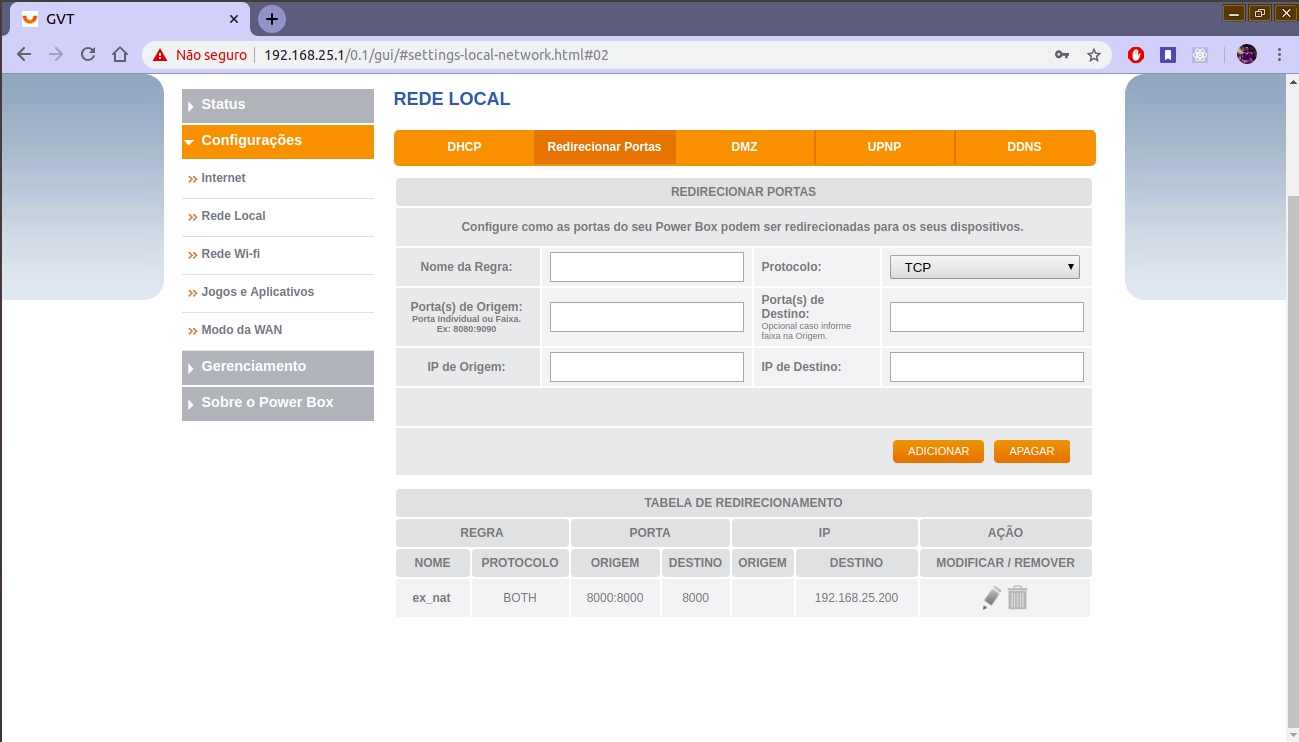 GVT
Não seguro
192.168.25.1/0.1/gui/#settings-local-network.html#02
Status
Configurações
Internet
Rede Local
Rede Wi-fi
Jogos e Aplicativos
Modo da WAN
Gerenciamento
Sobre o Power Box
REDE LOCAL
DHCP
Redirecionar Portas
DMZ
UPNP
DDNS
REDIRECIONAR PORTAS
Configure como as portas do seu Power Box podem ser redirecionadas para os seus dispositivos.
Nome da Regra:
Protocolo:
TCP
Porta(s) de Origem:
Porta Individual ou Faixa.
Ex: 8080:9090
Porta(s) de
Destino:
Opcional caso informe
faixa na Origem.
IP de Origem:
IP de Destino:
ADICIONAR
APAGAR
TABELA DE REDIRECIONAMENTO
REGRA
PORTA
IP
AÇÃO
NOME
PROTOCOLO
ORIGEM
DESTINO
ORIGEM
DESTINO
MODIFICAR / REMOVER
ex_nat
BOTH
8000:8000
8000
192.168.25.200